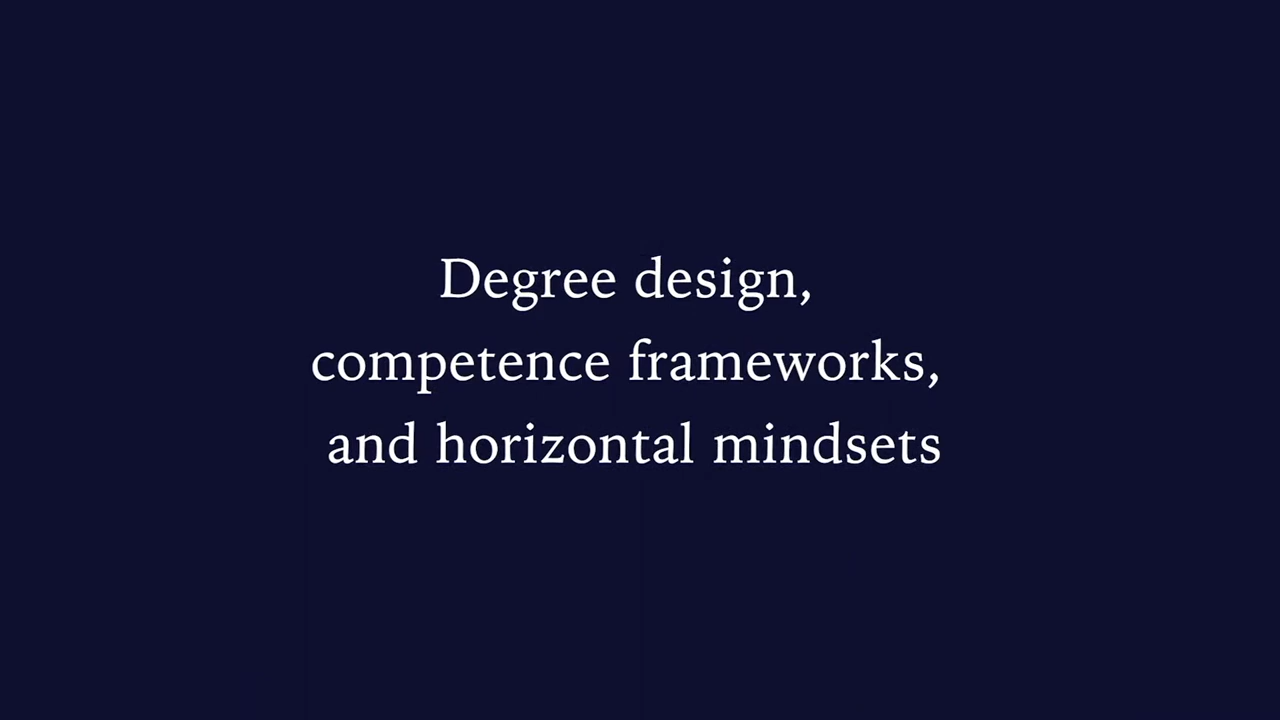 Degree design,
competence frameworks,
and horizontal mindsets